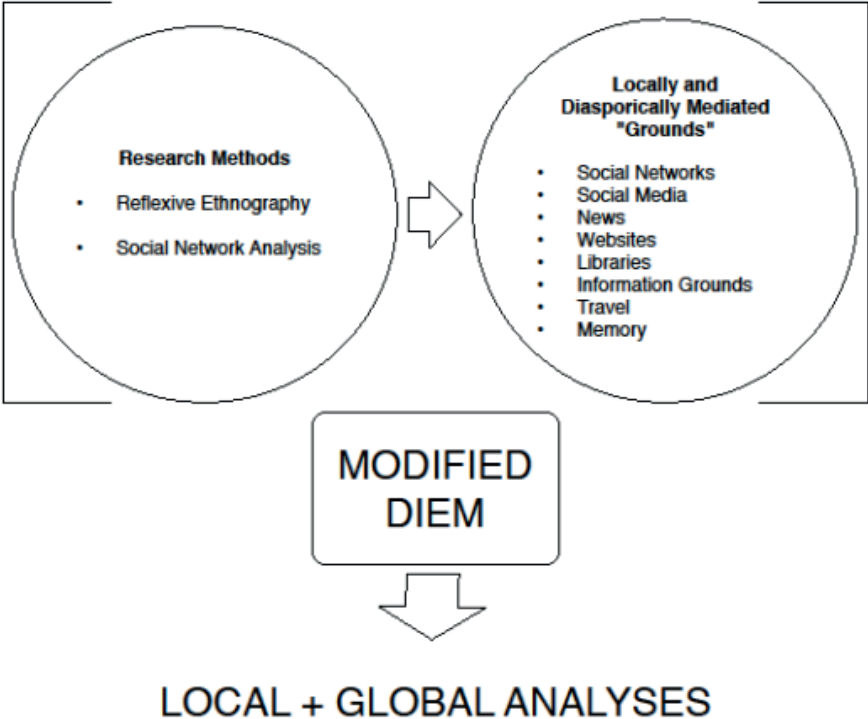 Research Methods
• Reflexive Ethnography
• Social Network Analysis
Locally and
Diasporically Mediated
"Grounds"
• Social Networks
• Social Media
• News
• Websites
• Libraries
• Information Grounds
• Travel
• Memory
MODIFIED
DIEM
LOCAL + GLOBAL ANALYSES